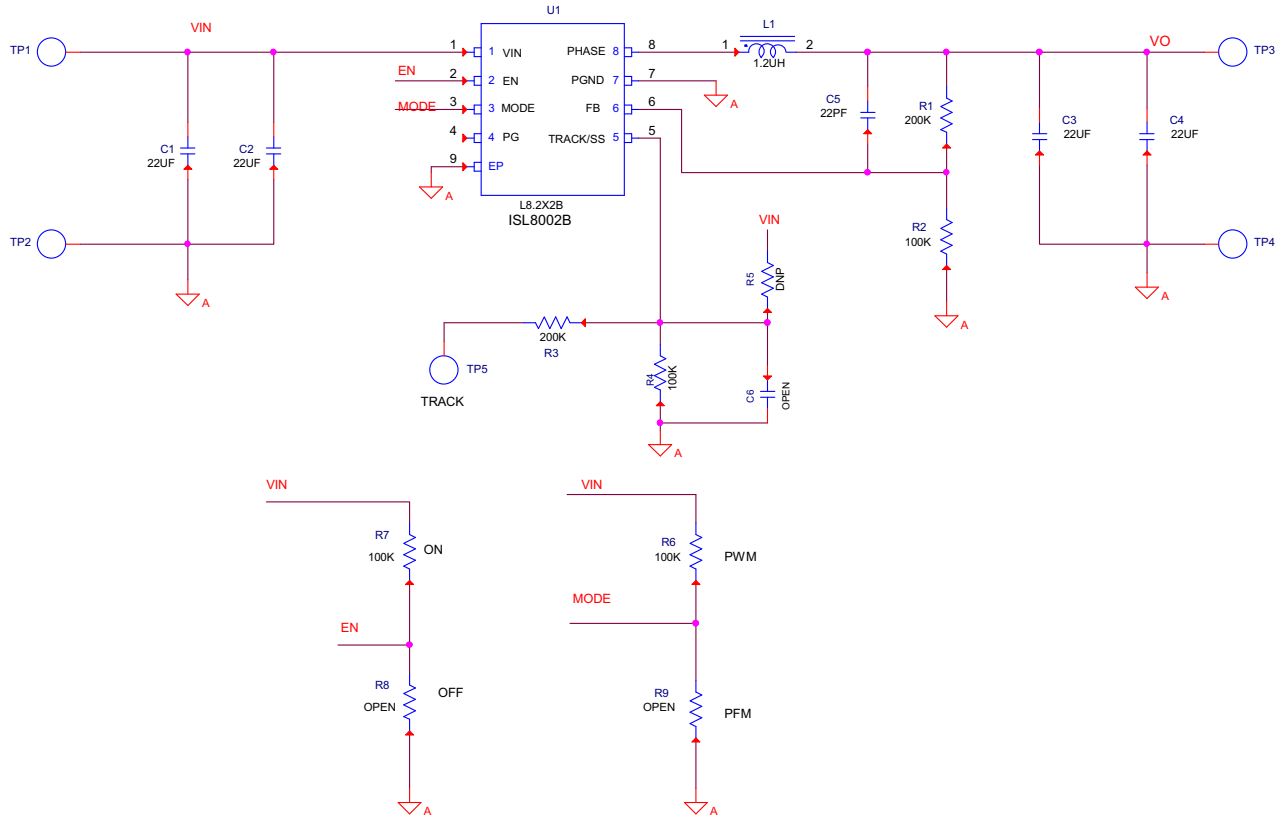 U1
VIN
TP1
1
1
VIN
PHASE
8
8
1
L1
2
1.2UH
VO
TP3
EN
2
2
EN
PGND
7
7
A
MODE
3
3
MODE
FB
6
6
4
4
PG
TRACK/SS
5
5
9
EP
A
L8.2X2B
ISL8002B
C1
22UF
C2
22UF
C5
22PF
R1
200K
C3
22UF
C4
22UF
TP2
A
R2
100K
A
TP4
A
VIN
R5
DNP
200K
R3
TP5
TRACK
R4
100K
C6
OPEN
A
VIN
R7
100K
ON
EN
R8
OPEN
OFF
A
VIN
R6
100K
PWM
MODE
R9
OPEN
PFM
A